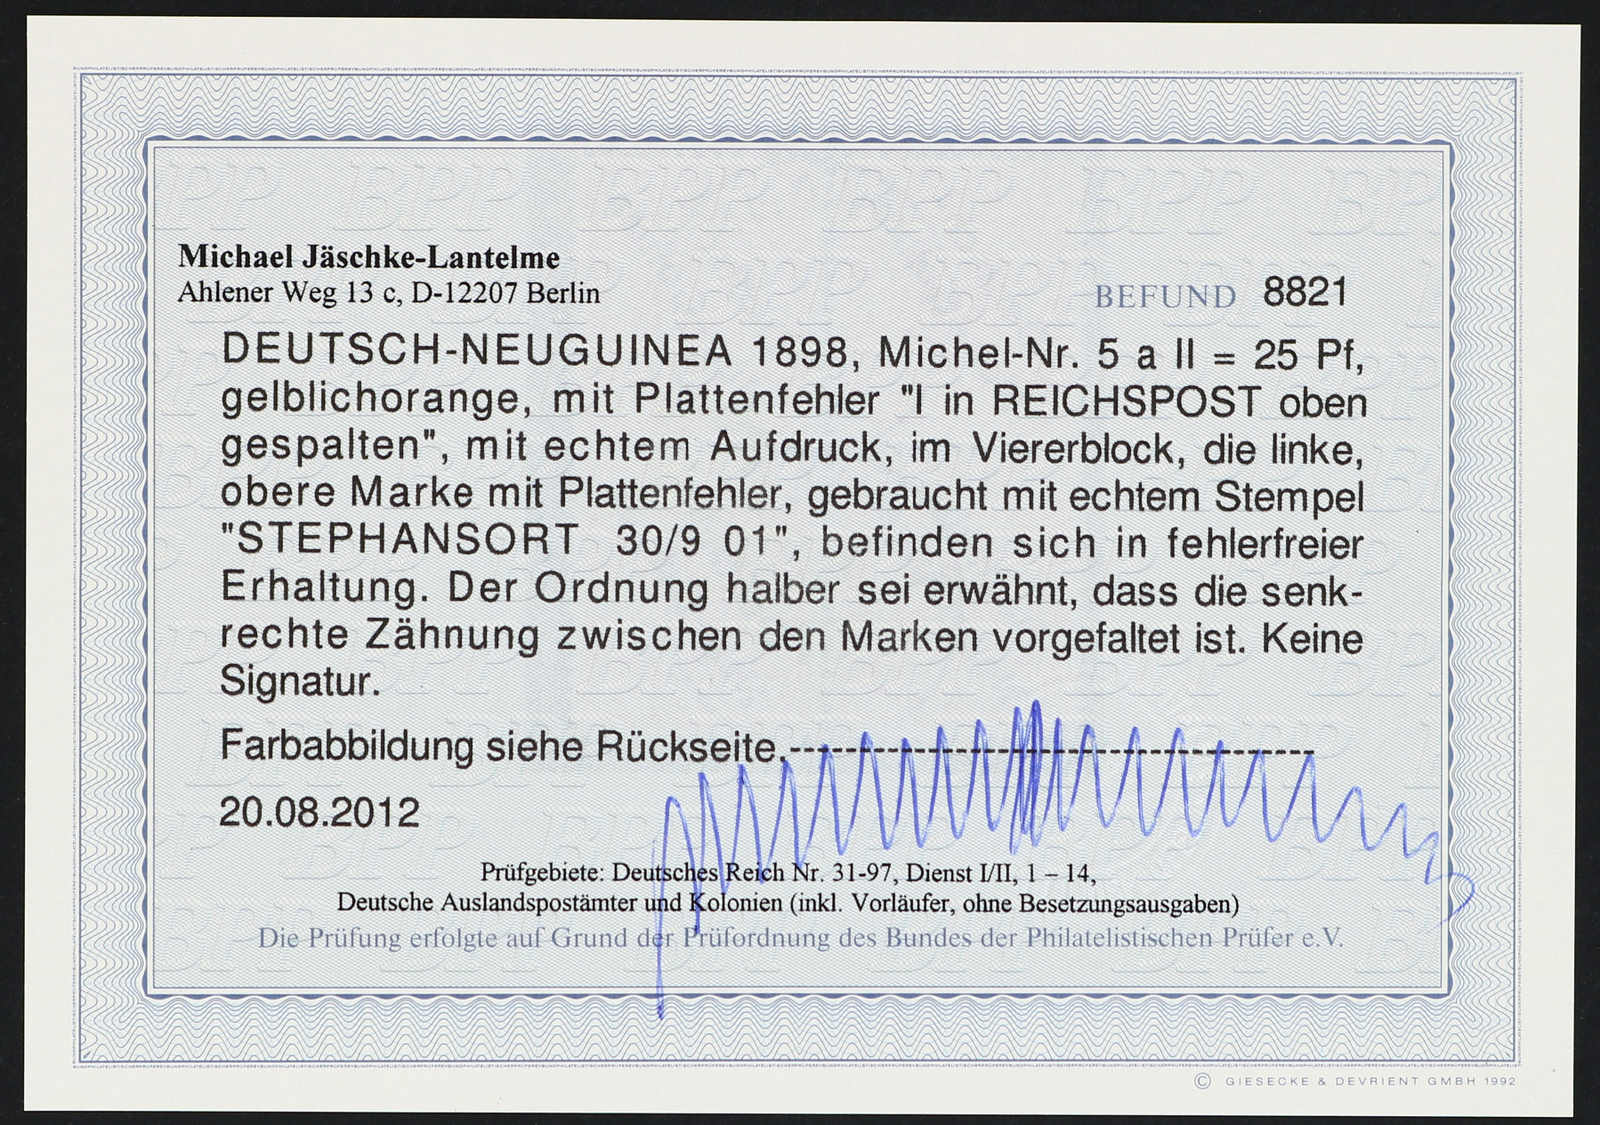 Michael Jäschke-Lantelme
Ahlener Weg 13 c, D-12207 Berlin
BEFUND 8821
DEUTSCH-NEUGUINEA 1898, Michel-Nr. 5 a II = 25 Pf,
gelblichorange, mit Plattenfehler "I in REICHSPOST oben
gespalten", mit echtem Aufdruck, im Viererblock, die linke,
obere Marke mit Plattenfehler, gebraucht mit echtem Stempel
"STEPHANSORT 30/9 01", befinden sich in fehlerfreier
Erhaltung. Der Ordnung halber sei erwähnt, dass die senk-
rechte Zähnung zwischen den Marken vorgefaltet ist. Keine
Signatur.
Farbabbildung siehe Rückseite.--------------------------------------
20.08.2012
Prüfgebiete: Deutsches Reich Nr. 31-97, Dienst I/II, 1 – 14,
Deutsche Auslandspostämter und Kolonien (inkl. Vorläufer, ohne Besetzungsausgaben)
Die Prüfung erfolgte auf Grund der Prüfordnung des Bundes der Philatelistischen Prüfer e.V.
© GIESECKE & DEVRIENT GMBH 1992